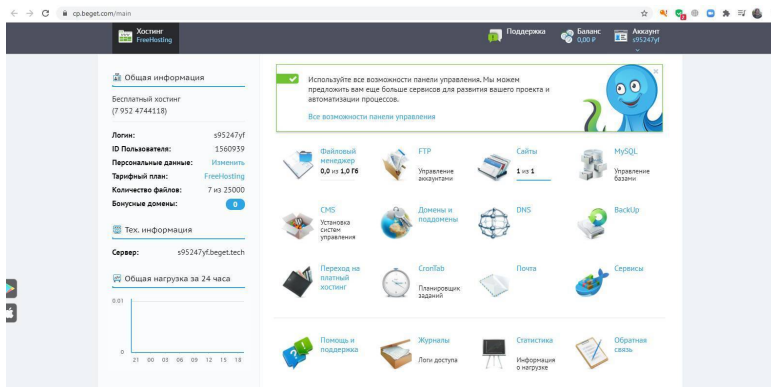 cp.beget.com/main
Хостинг
FreeHosting
Поддержка
Баланс
0,00 ₽
Аккаунт
s95247yf
Общая информация
Бесплатный хостинг
(7 952 4744118)
Логин: s95247yf
ID Пользователя: 1560939
Персональные данные: Изменить
Тарифный план: FreeHosting
Количество файлов: 7 из 25000
Бонусные домены: 0
Тех. информация
Сервер: s95247yf.beget.tech
Общая нагрузка за 24 часа
0.01
0
21 00 03 06 09 12 15 18
Используйте все возможности панели управления. Мы можем
предложить вам еще больше сервисов для развития вашего проекта и
автоматизации процессов.
Все возможности панели управления
Файловый
менеджер
0,0 из 1,0 Гб
FTP
Управление
аккаунтами
Сайты
1 из 1
MySQL
Управление
базами
CMS
Установка
систем
управления
Домены и
поддомены
DNS
BackUp
Переход на
платный
хостинг
CronTab
Планировщик
заданий
Почта
Сервисы
Помощь и
поддержка
Журналы
Логи доступа
Статистика
Информация
о нагрузке
Обратная
связь